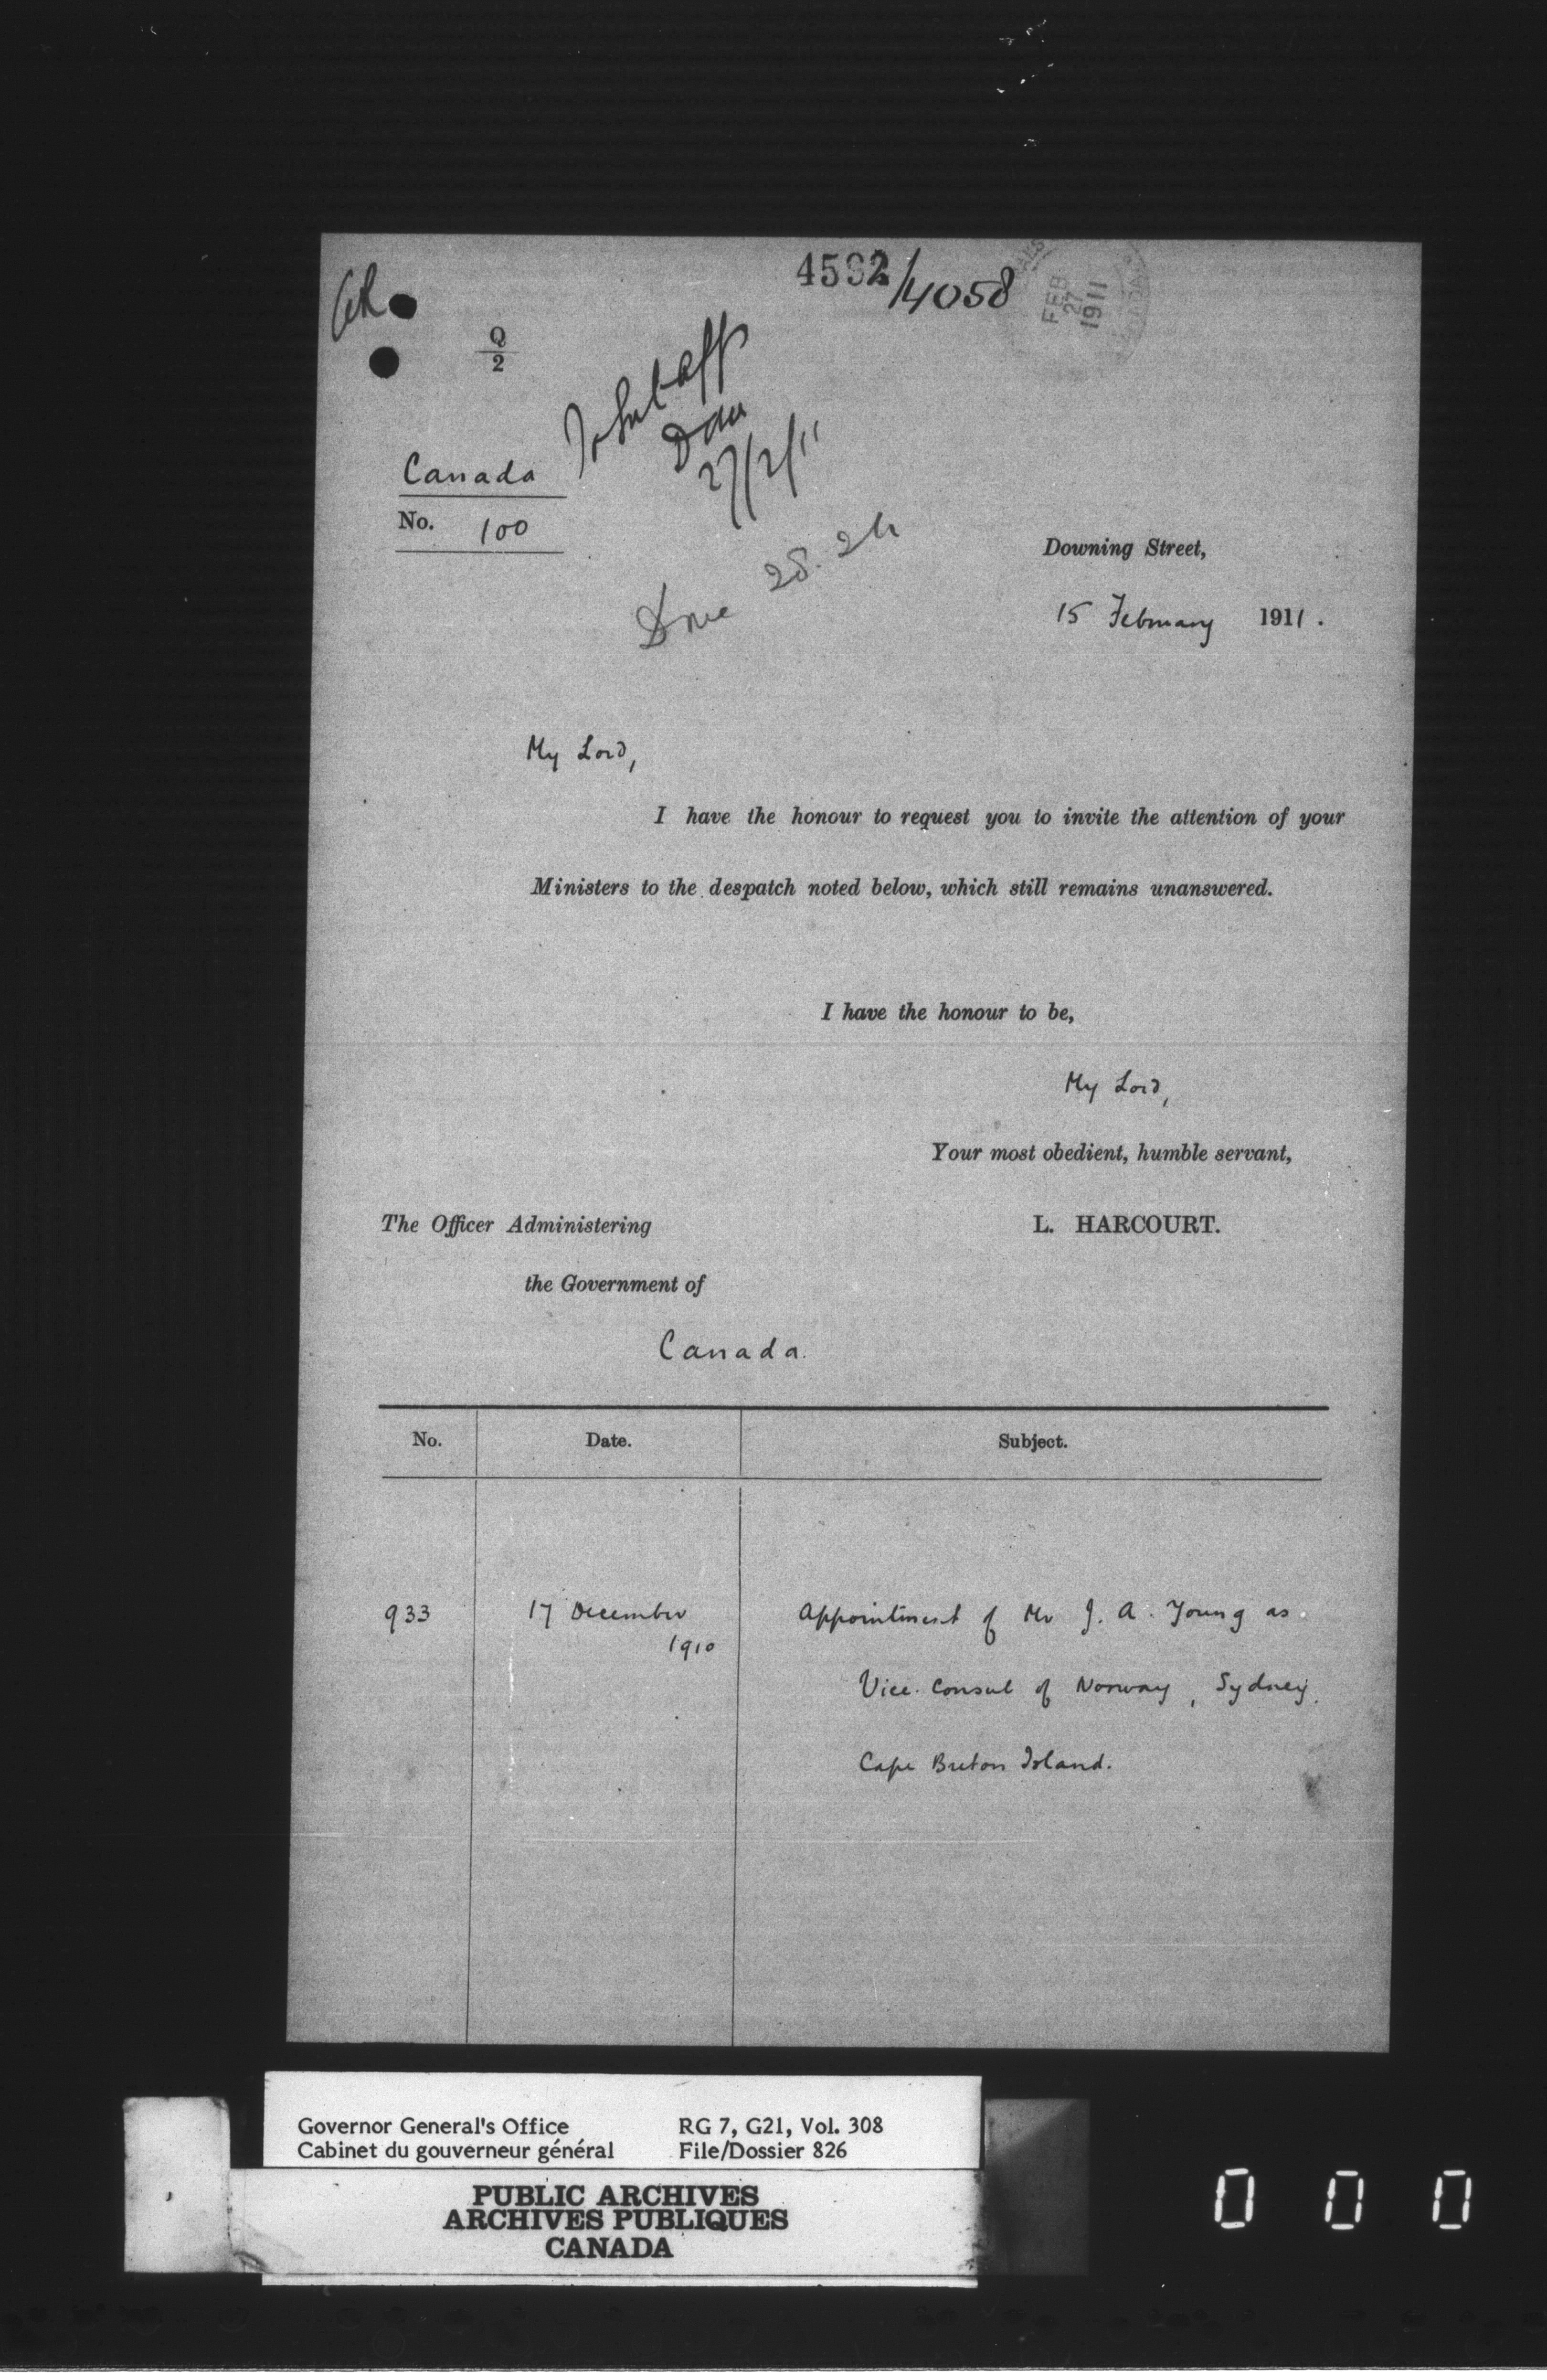 4592/14058
FEB
27
1911
Q
2
27/2/11
Canada
No. 100
Downing Street,
15 February 1911.
My Lord,
I have the honour to request you to invite the attention of your
Ministers to the despatch noted below, which still remains unanswered.
I have the honour to be,
My Lord,
Your most obedient, humble servant,
The Officer Administering L. HARCOURT.
the Government of
Canada.
No. Date. Subject.
933 17 December Appointment of Mr J. A. Young as
1910
Vice-Consul of Norway, Sydney,
Cape Breton Island.
Governor General's Office RG 7, G21, Vol. 308
Cabinet du gouverneur général File/Dossier 826
PUBLIC ARCHIVES
ARCHIVES PUBLIQUES
CANADA
0 0 0